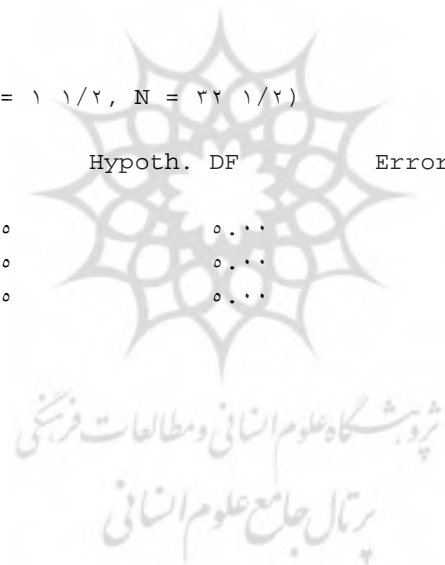 = ۱ ۱/۲, N = ۳۲ ۱/۲)
Hypoth. DF Error
۵ ۵.۰۰
۵ ۵.۰۰
۵ ۵.۰۰
پژوهشگاه علوم انسانی و مطالعات فرهنگی
پرتال جامع علوم انسانی